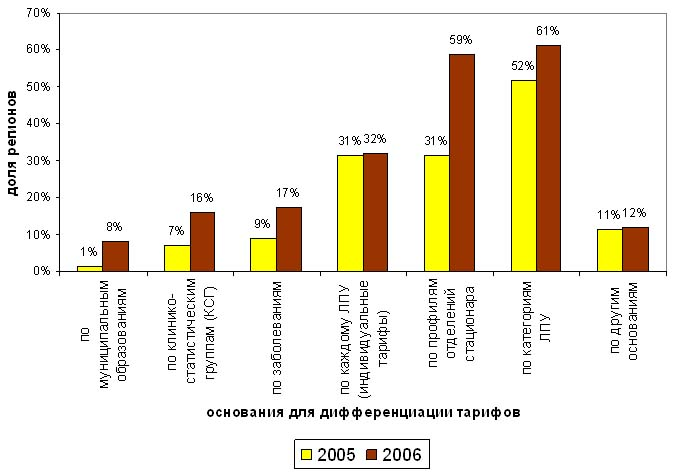 70%
60%
50%
40%
30%
20%
10%
0%
доля регионов
1%
8%
7%
16%
9%
17%
31%
32%
31%
59%
52%
61%
11%
12%
по
муниципальным
образованиям
по клинико-
статистическим
группам (КСГ)
по заболеваниям
по каждому ЛПУ
(индивидуальные
тарифы)
по профилям
отделений
стационара
по категориям
ЛПУ
по другим
основаниям
основания для дифференциации тарифов
2005 2006